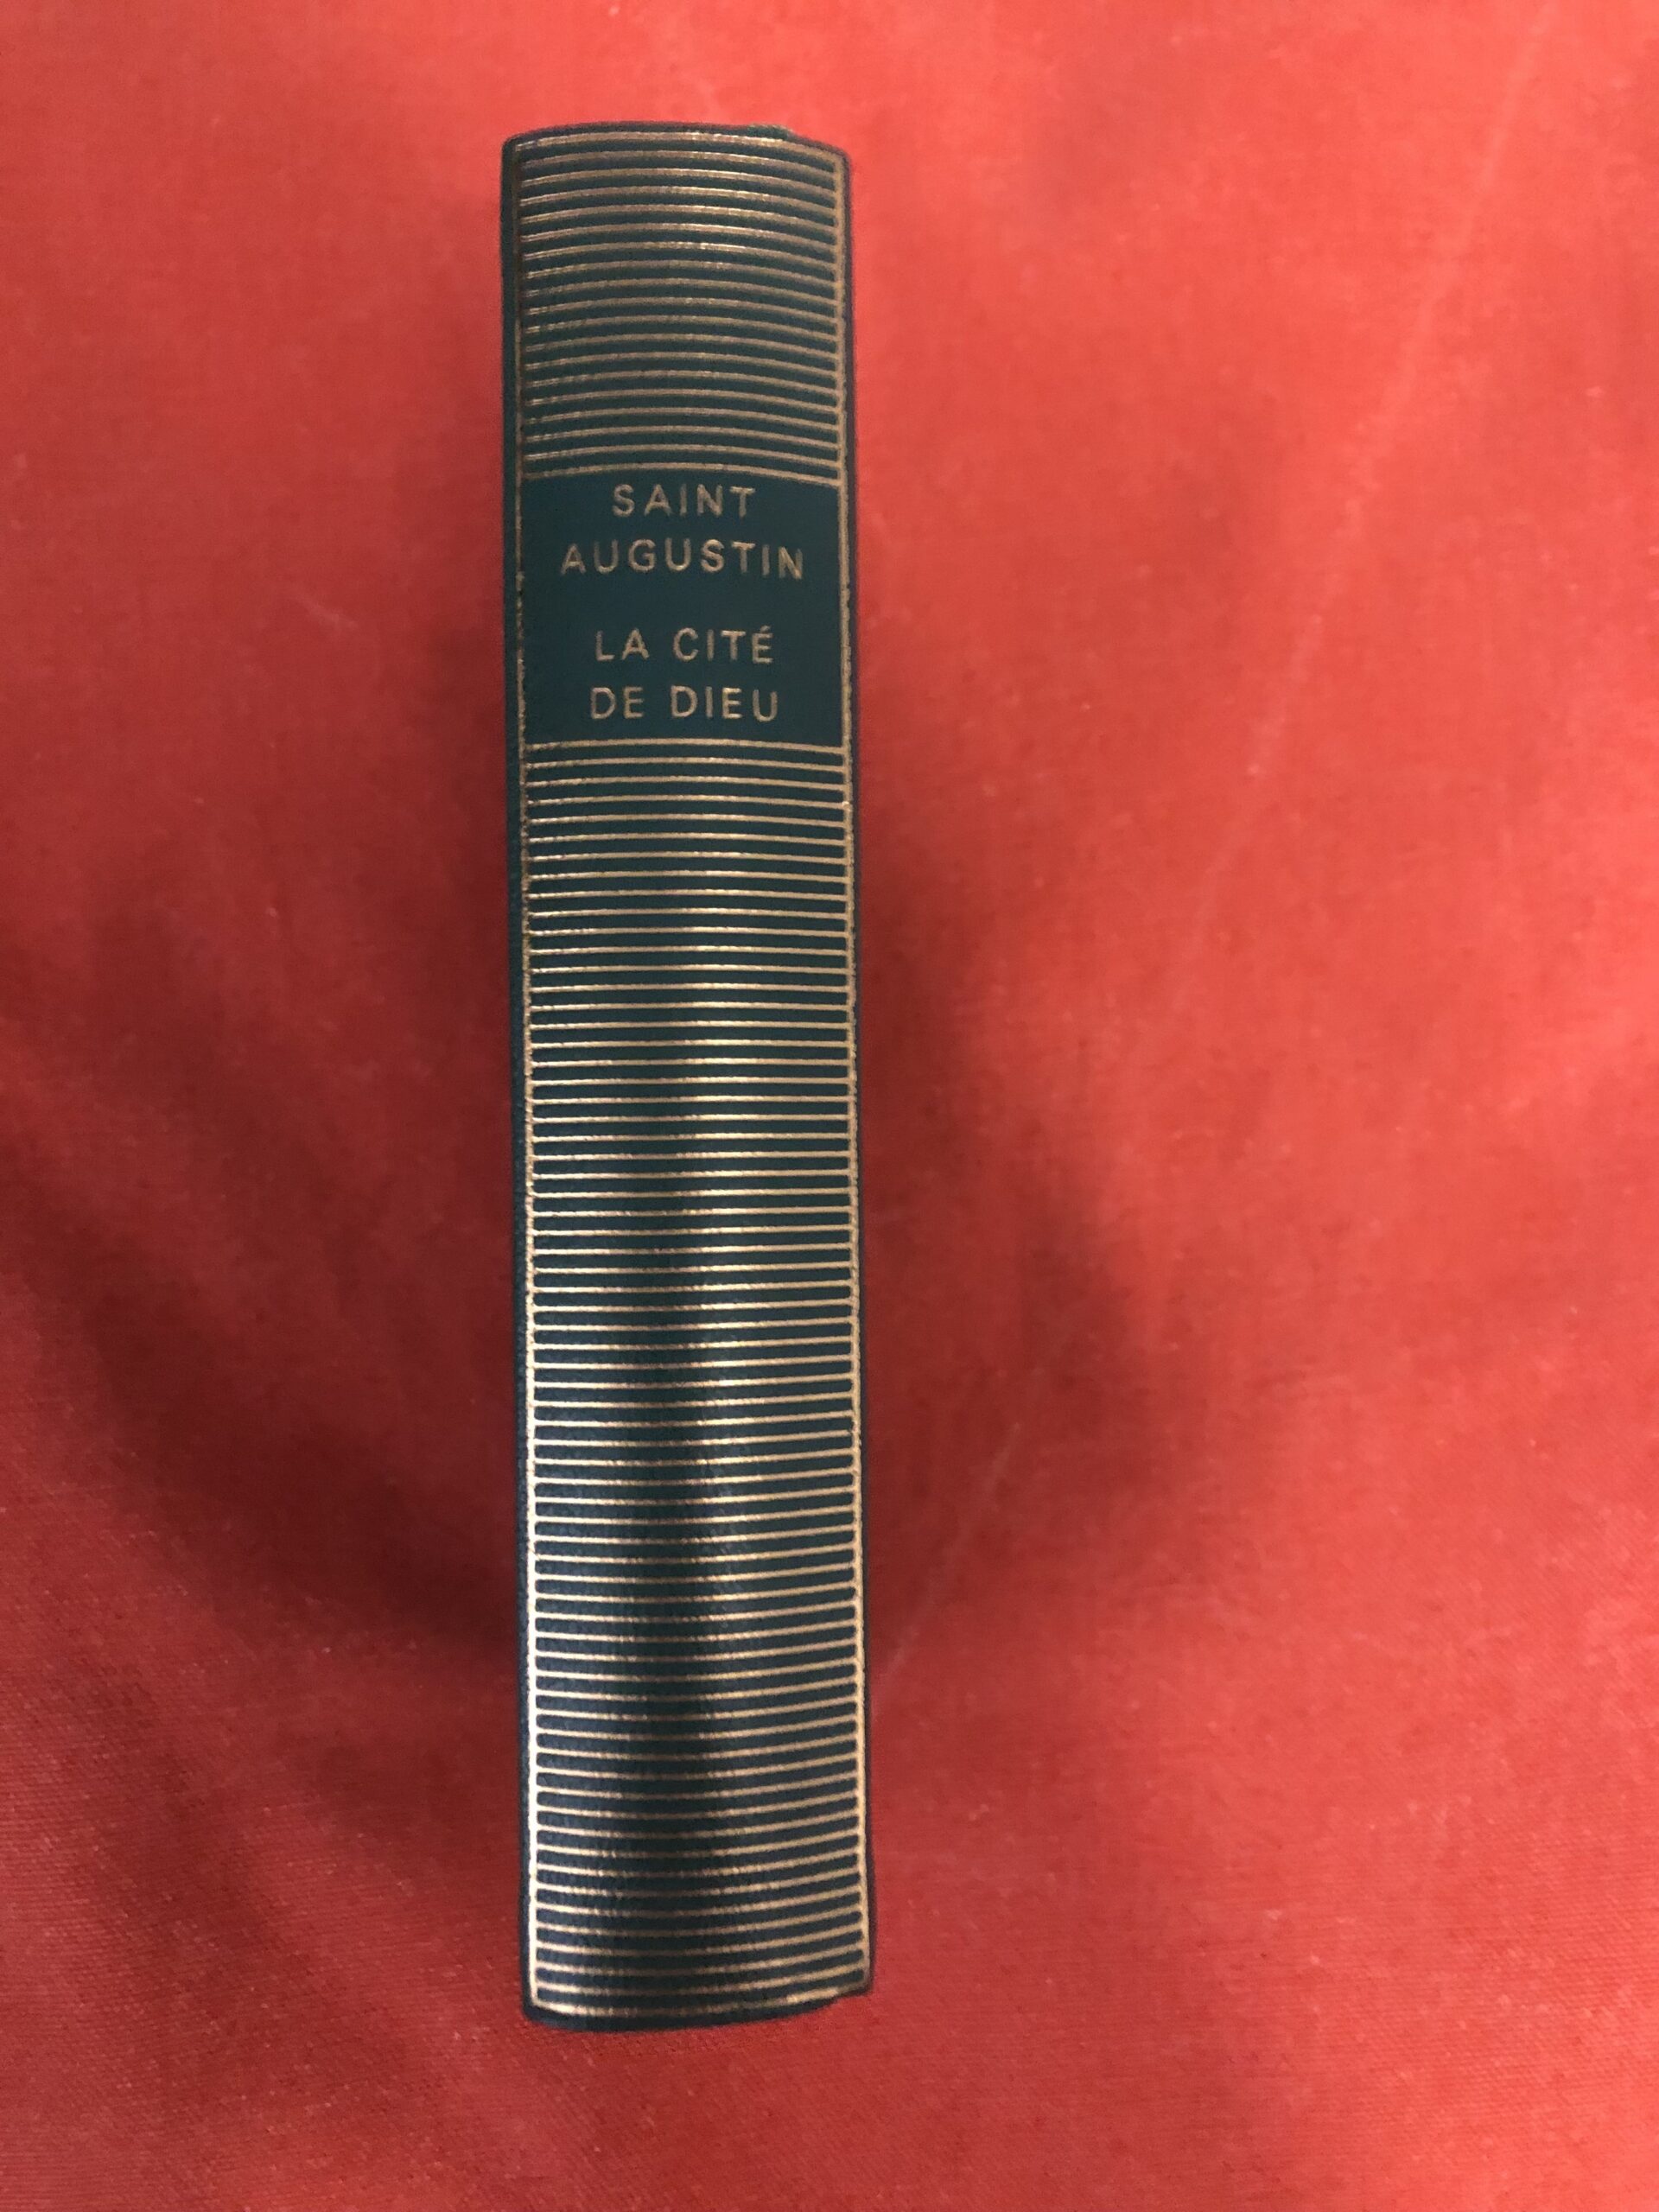 SAINT
AUGUSTIN
LA CITÉ
DE DIEU